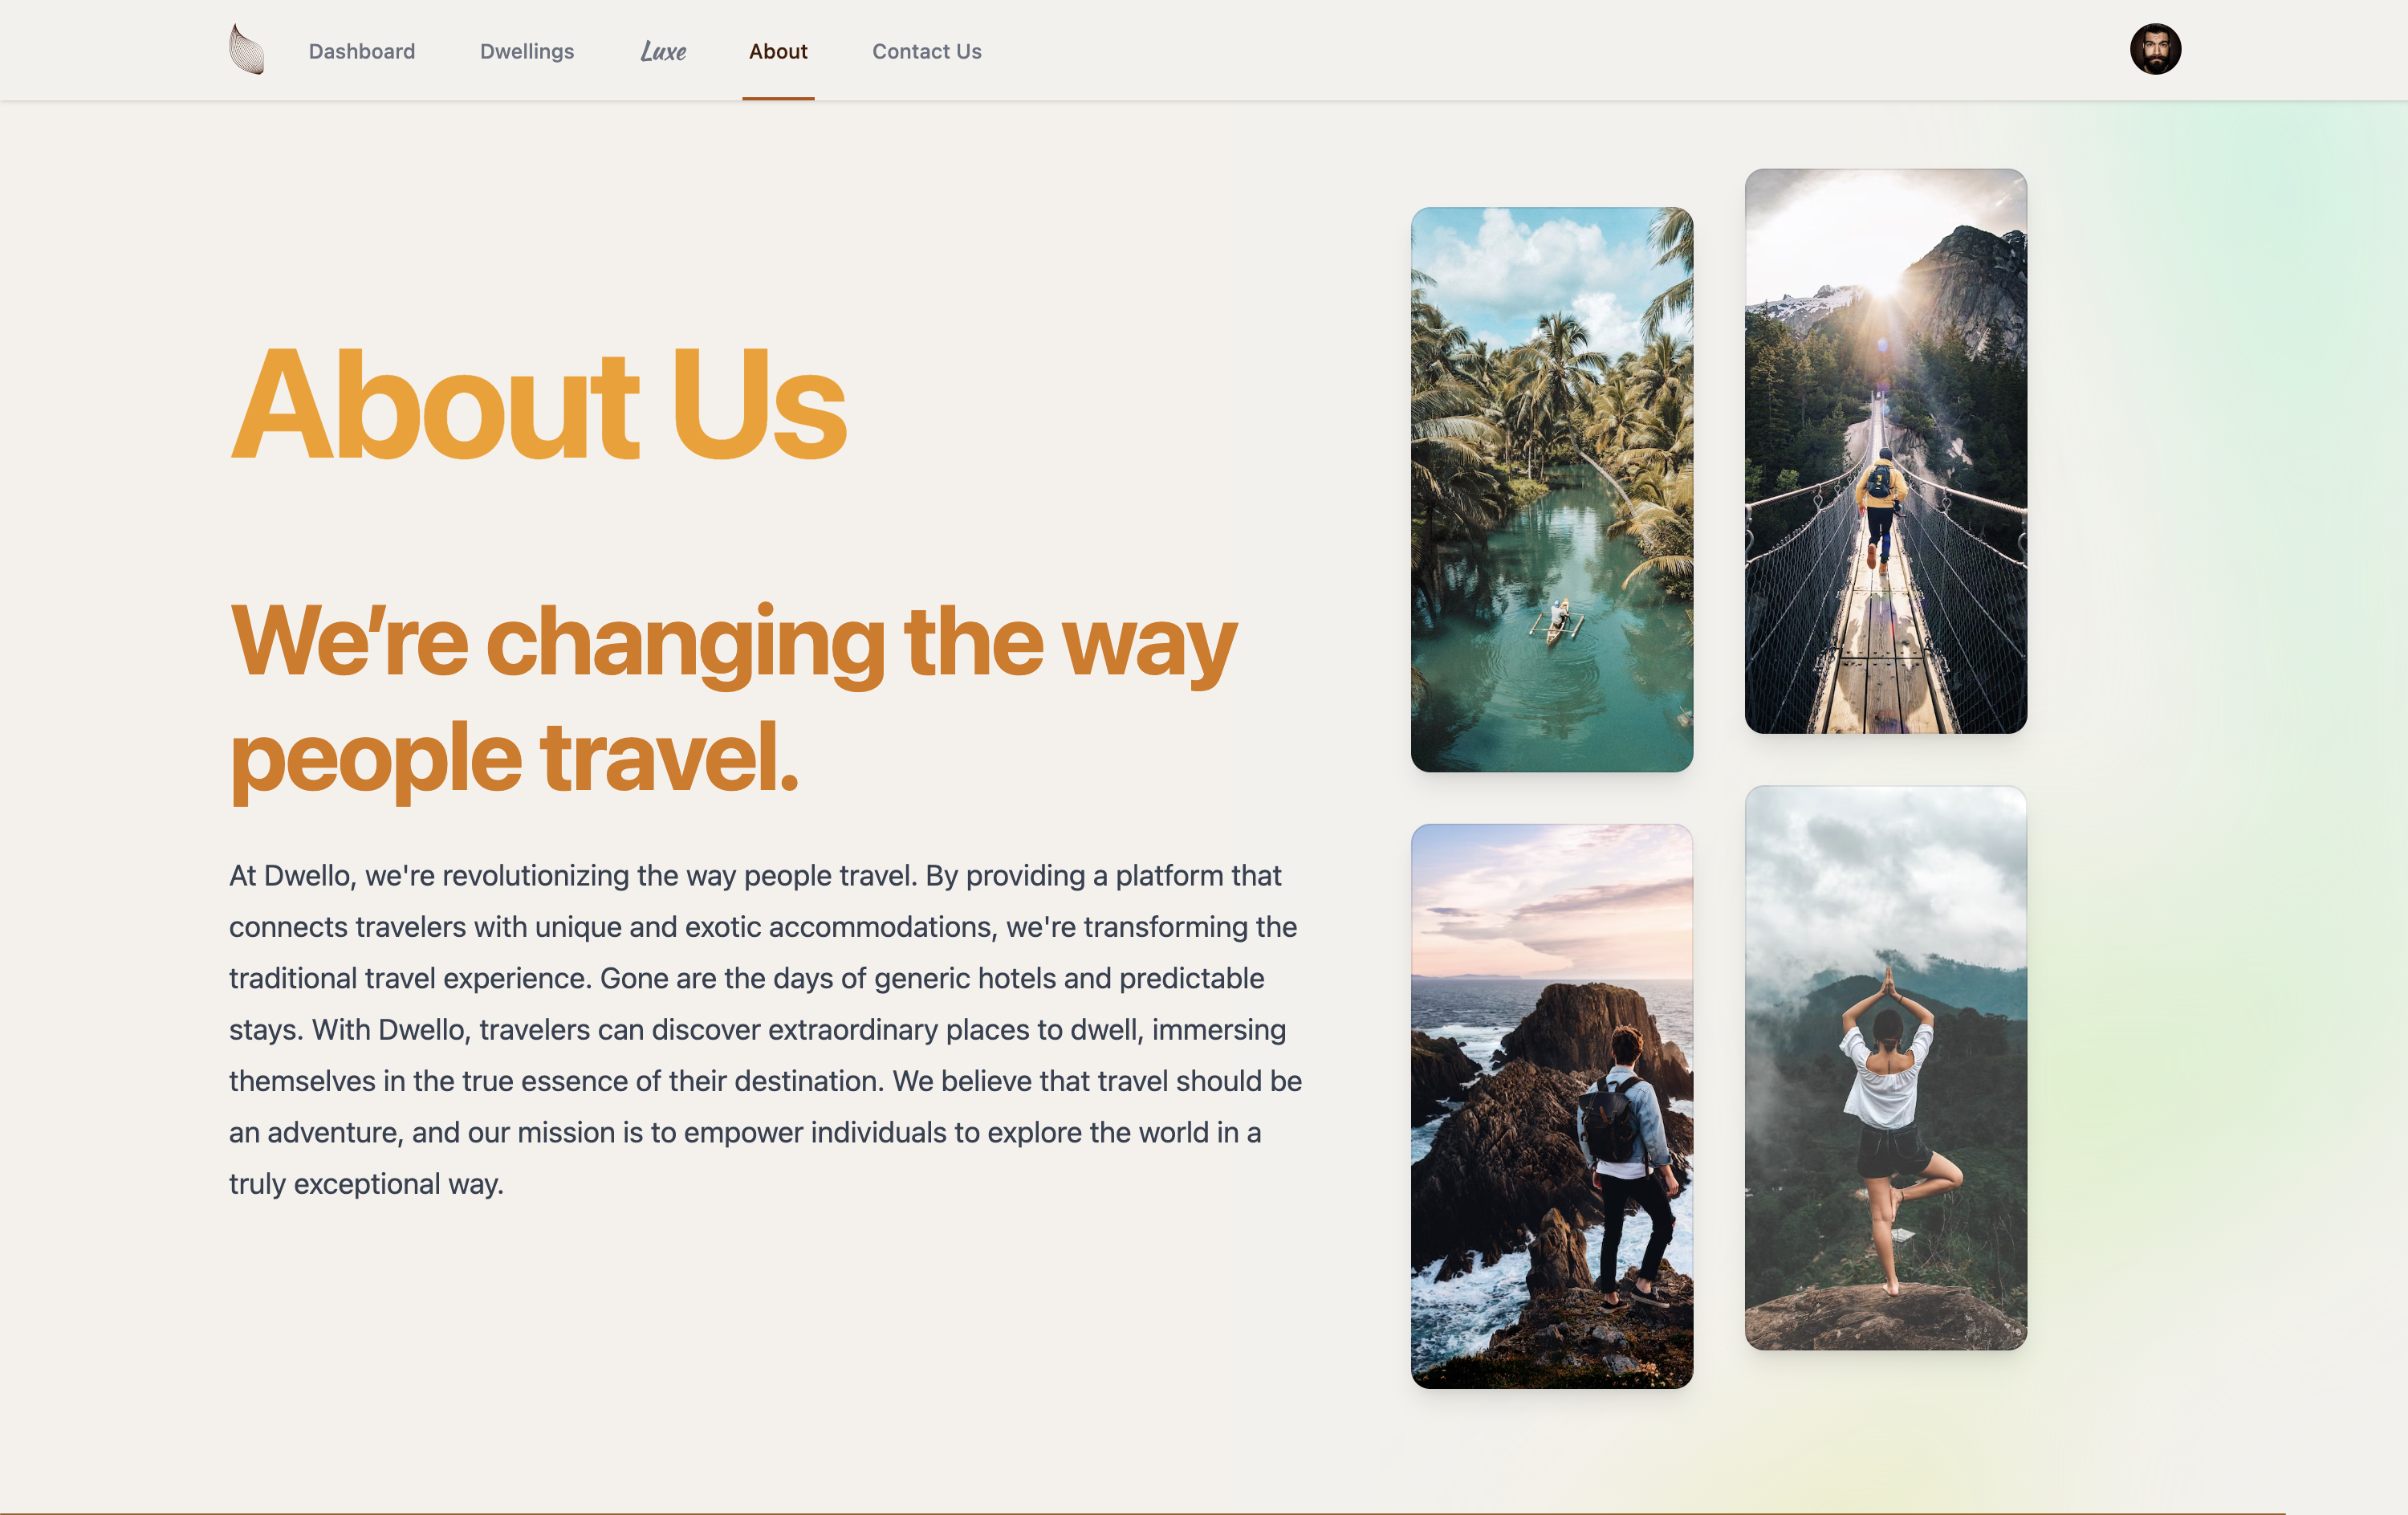 Dashboard
Dwellings
Luxe
About
Contact Us
About Us
We're changing the way
people travel.
At Dwello, we're revolutionizing the way people travel. By providing a platform that
connects travelers with unique and exotic accommodations, we're transforming the
traditional travel experience. Gone are the days of generic hotels and predictable
stays. With Dwello, travelers can discover extraordinary places to dwell, immersing
themselves in the true essence of their destination. We believe that travel should be
an adventure, and our mission is to empower individuals to explore the world in a
truly exceptional way.